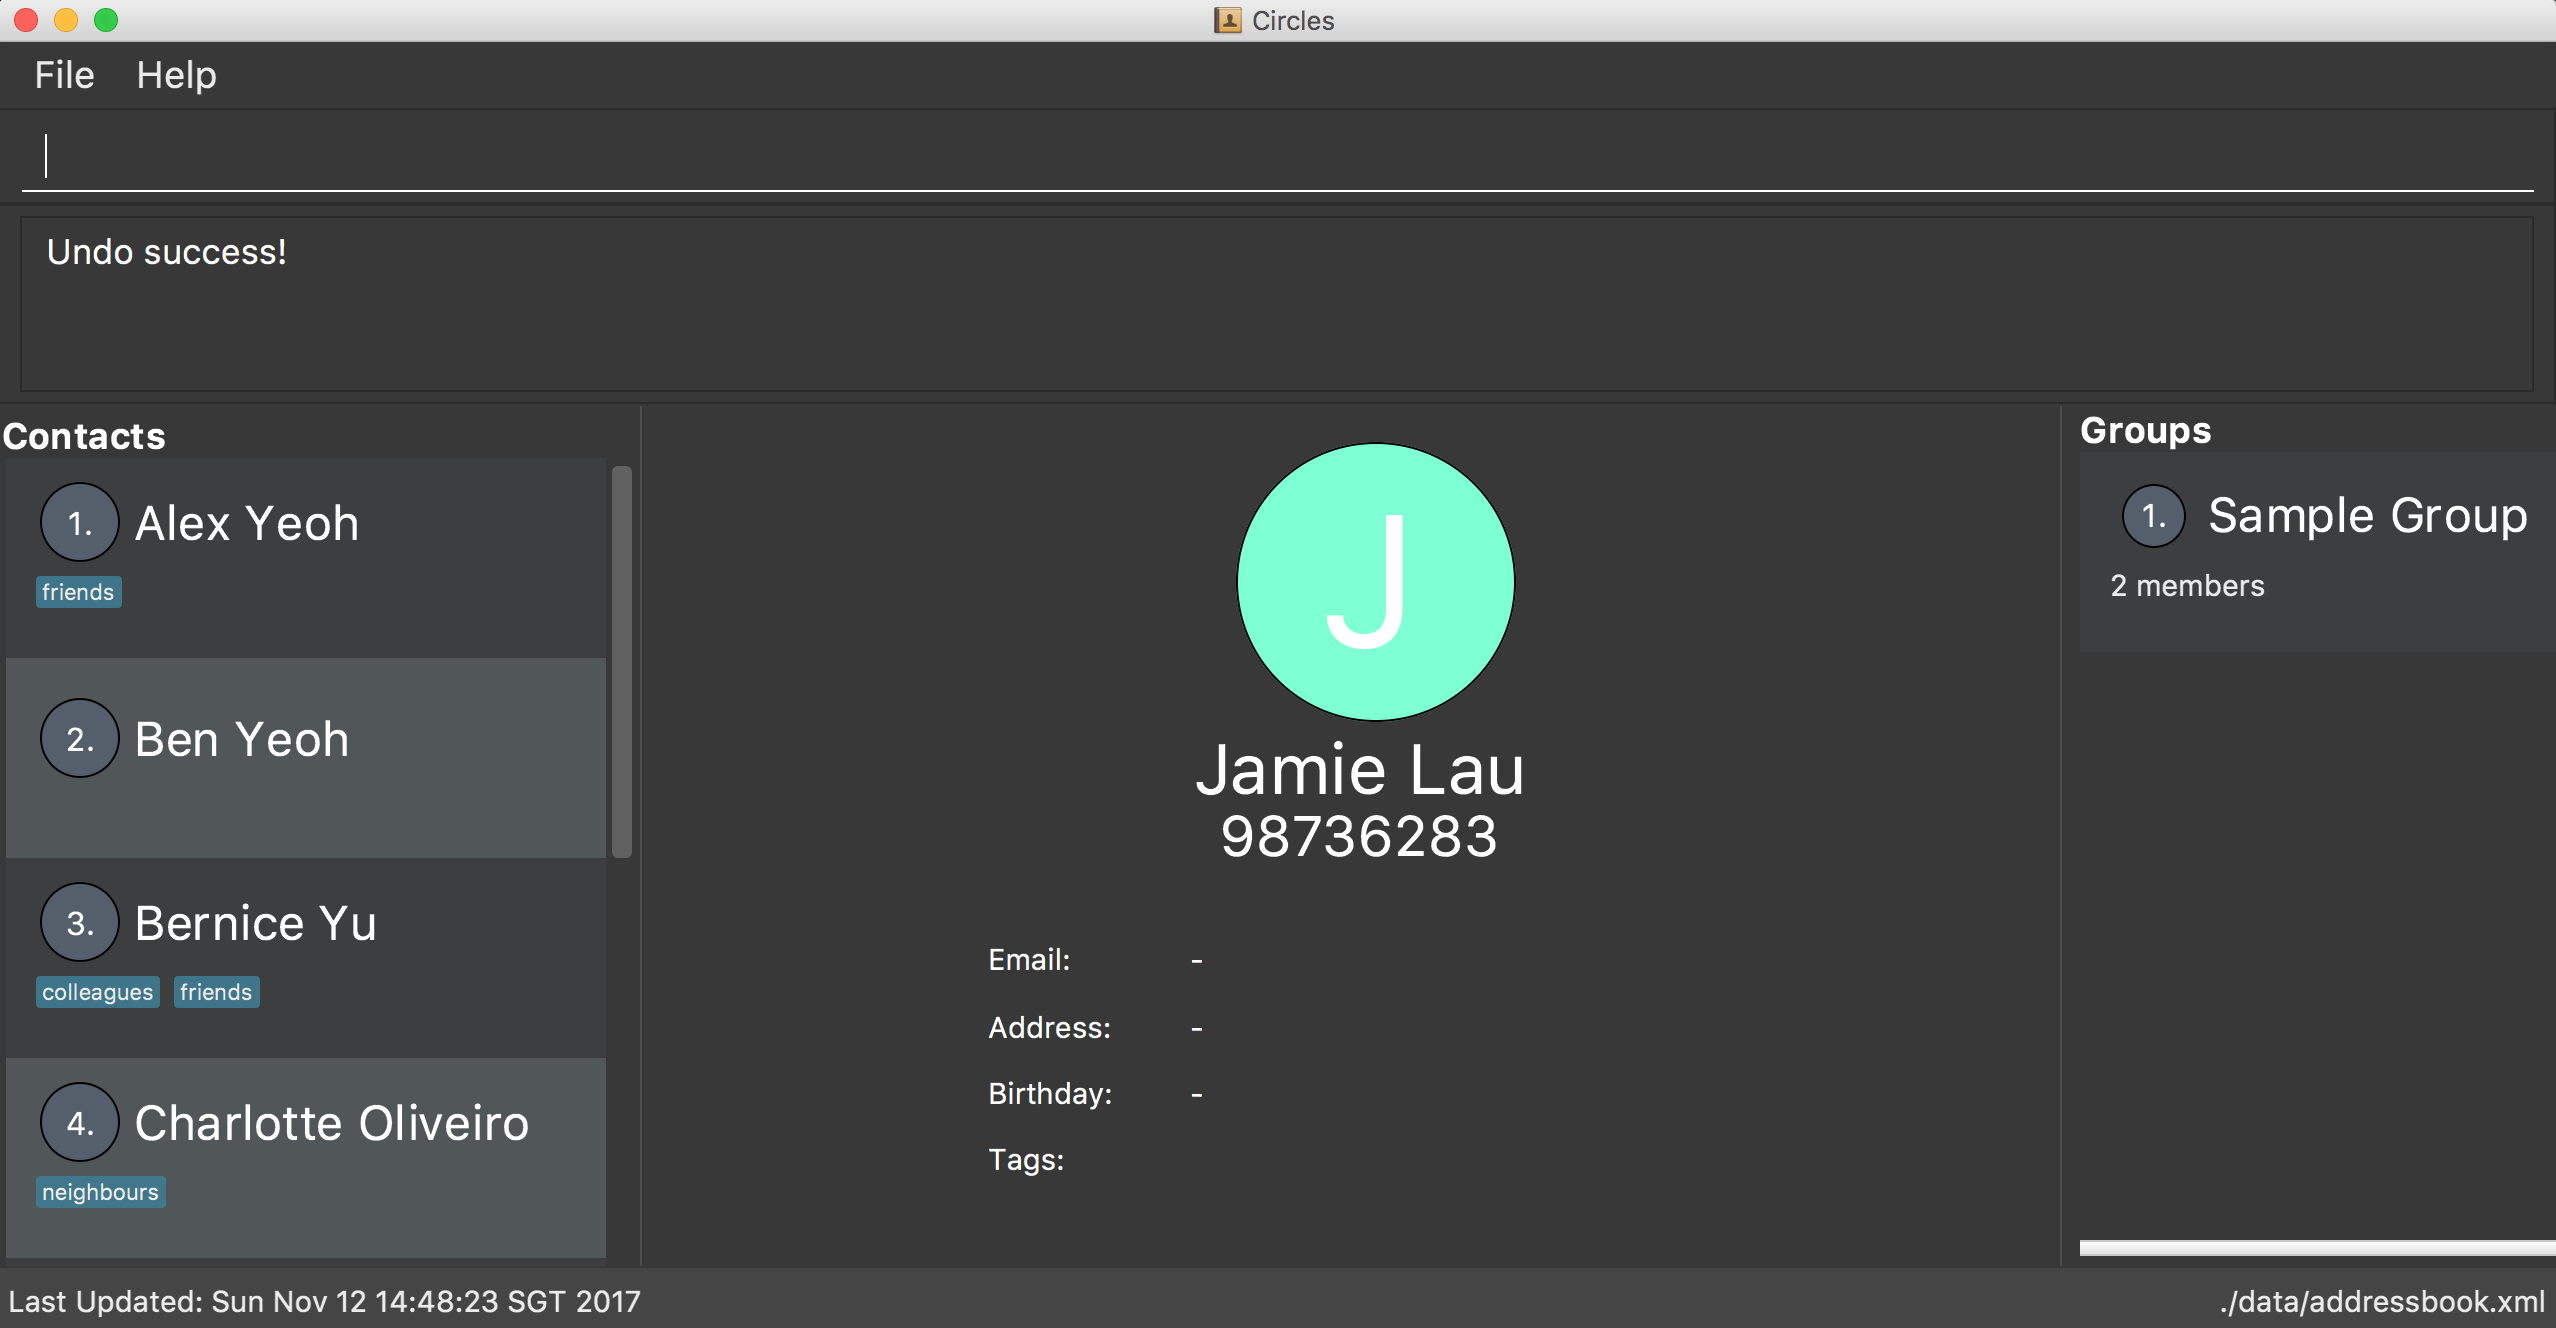 Circles
File Help
Undo success!
Contacts
1. Alex Yeoh
friends
2. Ben Yeoh
3. Bernice Yu
colleagues friends
4. Charlotte Oliveiro
neighbours
J
Jamie Lau
98736283
Email: -
Address: -
Birthday: -
Tags:
Groups
1. Sample Group
2 members
Last Updated: Sun Nov 12 14:48:23 SGT 2017
./data/addressbook.xml